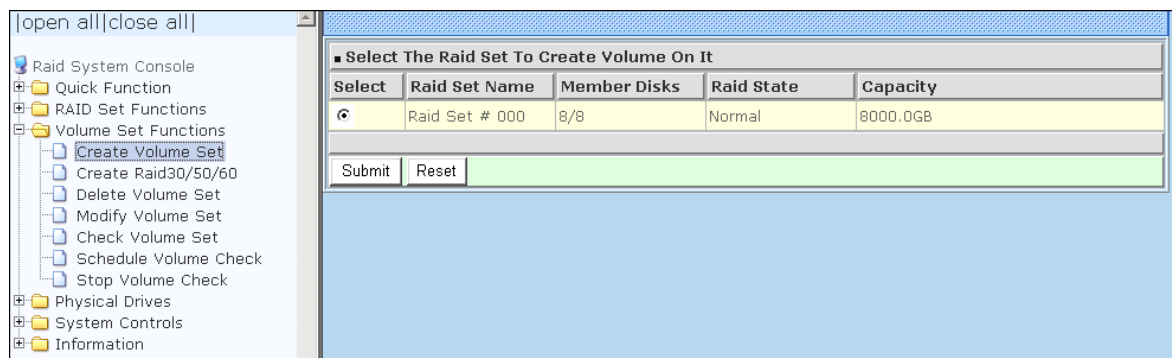 |open all|close all|
Raid System Console
Quick Function
RAID Set Functions
Volume Set Functions
Create Volume Set
Create Raid30/50/60
Delete Volume Set
Modify Volume Set
Check Volume Set
Schedule Volume Check
Stop Volume Check
Physical Drives
System Controls
Information
Select The Raid Set To Create Volume On It
Select Raid Set Name Member Disks Raid State Capacity
Raid Set # 000 8/8 Normal 8000.0GB
Submit Reset